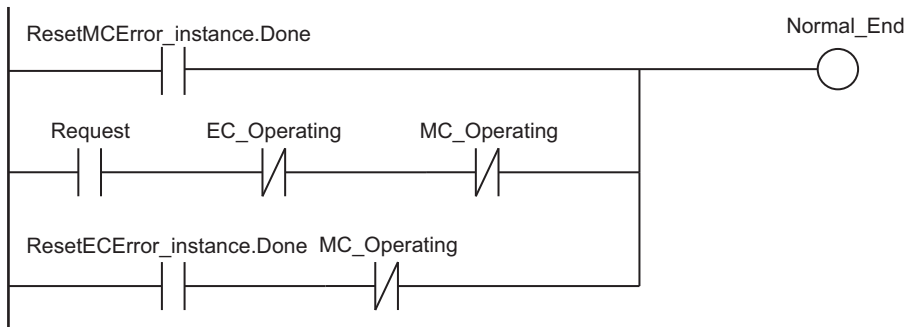 ResetMCError_instance.Done
Normal_End
Request EC_Operating MC_Operating
ResetECError_instance.Done MC_Operating